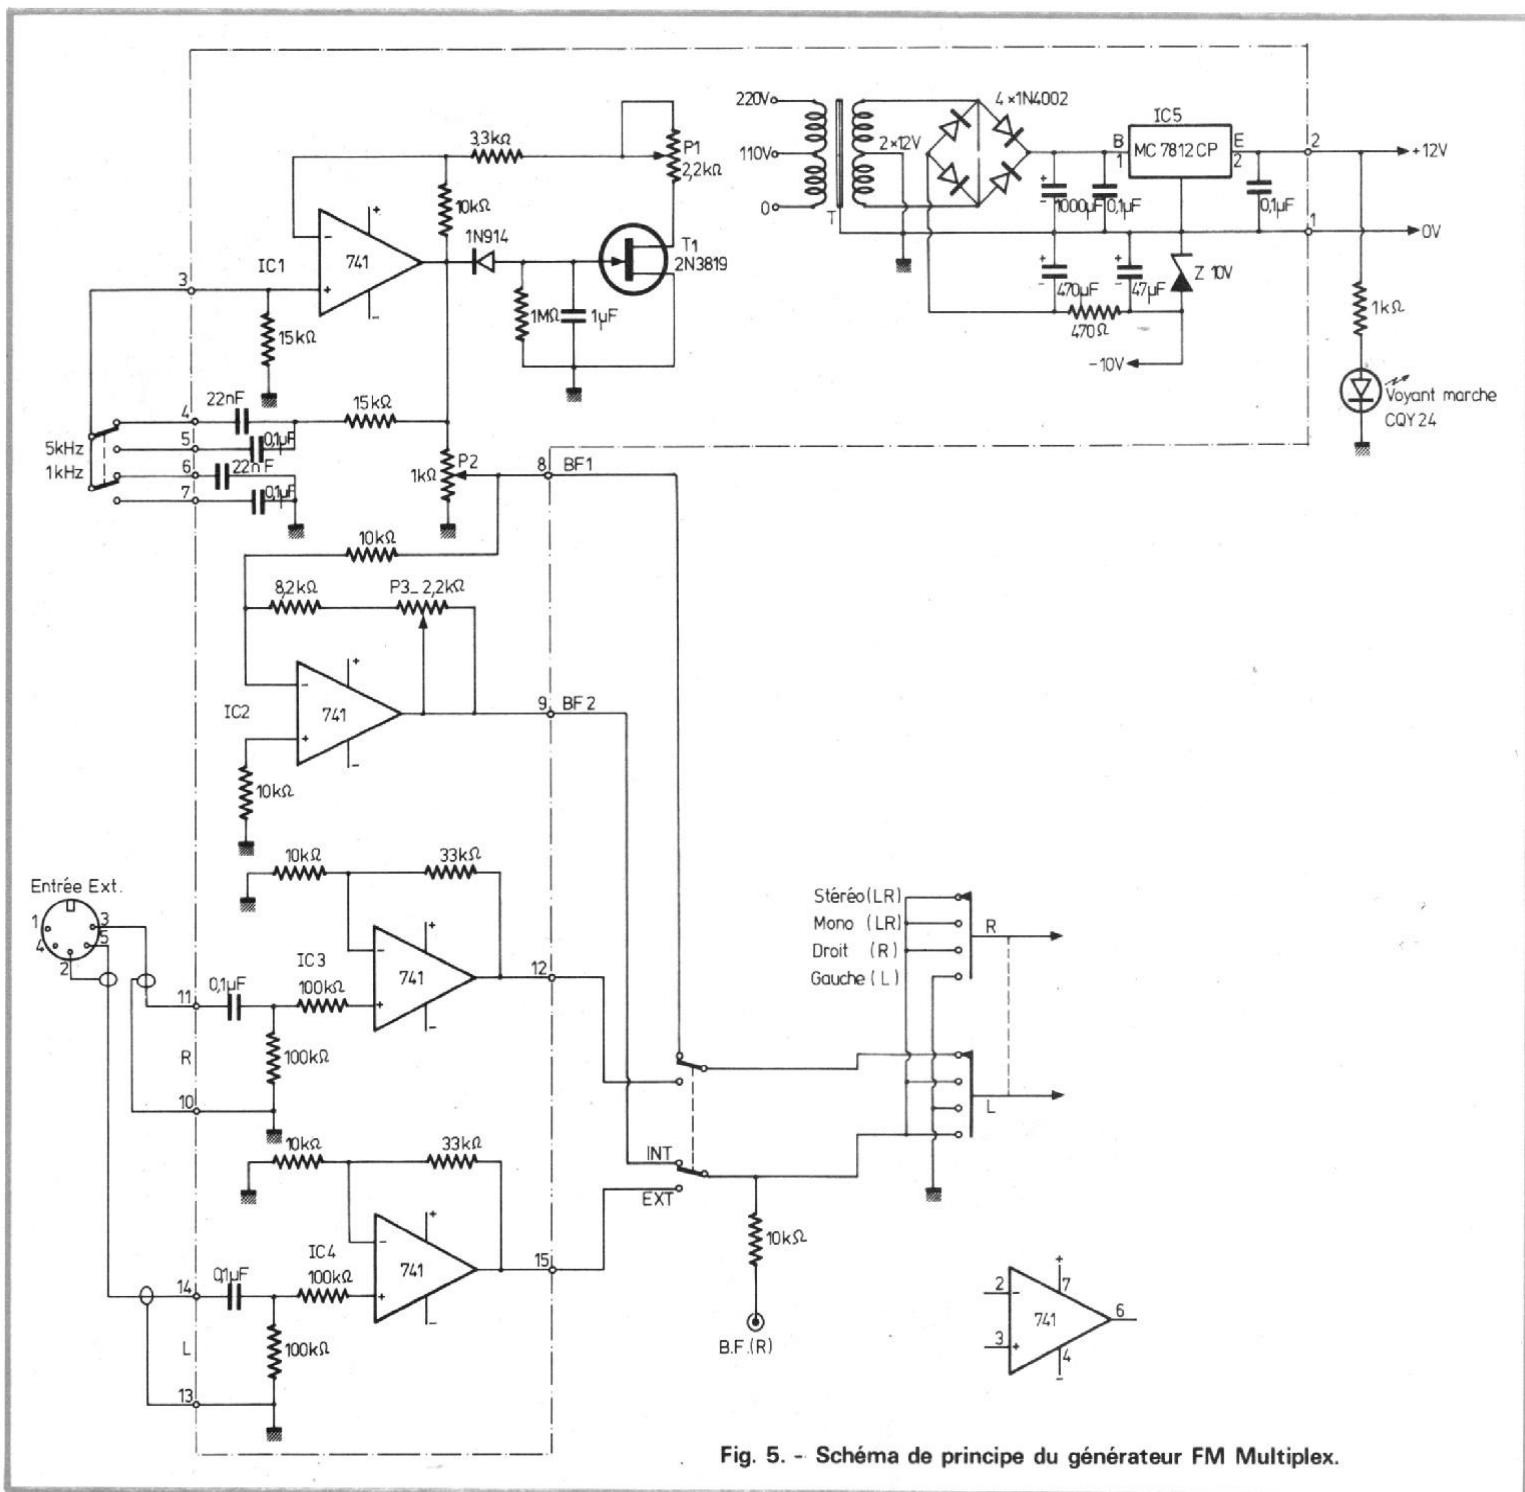 220V
4×1N4002
IC5
3,3kΩ
P1
2,2kΩ
110V
2×12V
B
1
MC 7812 CP
E
2
2
+12V
10kΩ
+
1000µF
-
0,1µF
0,1µF
0
T
1
0V
1N914
T1
2N3819
-
741
+
IC1
+
-
3
15kΩ
1MΩ
1µF
+
470µF
-
+
47µF
-
Z 10V
470Ω
-10V
1kΩ
Voyant marche
CQY24
22nF
4
15kΩ
5kHz
5
0,1µF
1kHz
6
22nF
7
0,1µF
1kΩ
P2
8
BF1
10kΩ
8,2kΩ
P3_2,2kΩ
IC2
-
741
+
+
-
9
BF2
10kΩ
10kΩ
33kΩ
Entrée Ext.
1
3
4
5
2
IC3
-
741
+
+
-
12
11
0,1µF
100kΩ
R
100kΩ
10
Stéréo (LR)
Mono (LR)
Droit (R)
Gauche (L)
R
L
10kΩ
33kΩ
INT
EXT
IC4
-
741
+
+
-
15
14
0,1µF
100kΩ
L
100kΩ
13
10kΩ
B.F.(R)
2
-
+
7
741
6
3
+
4
-
Fig. 5. - Schéma de principe du générateur FM Multiplex.